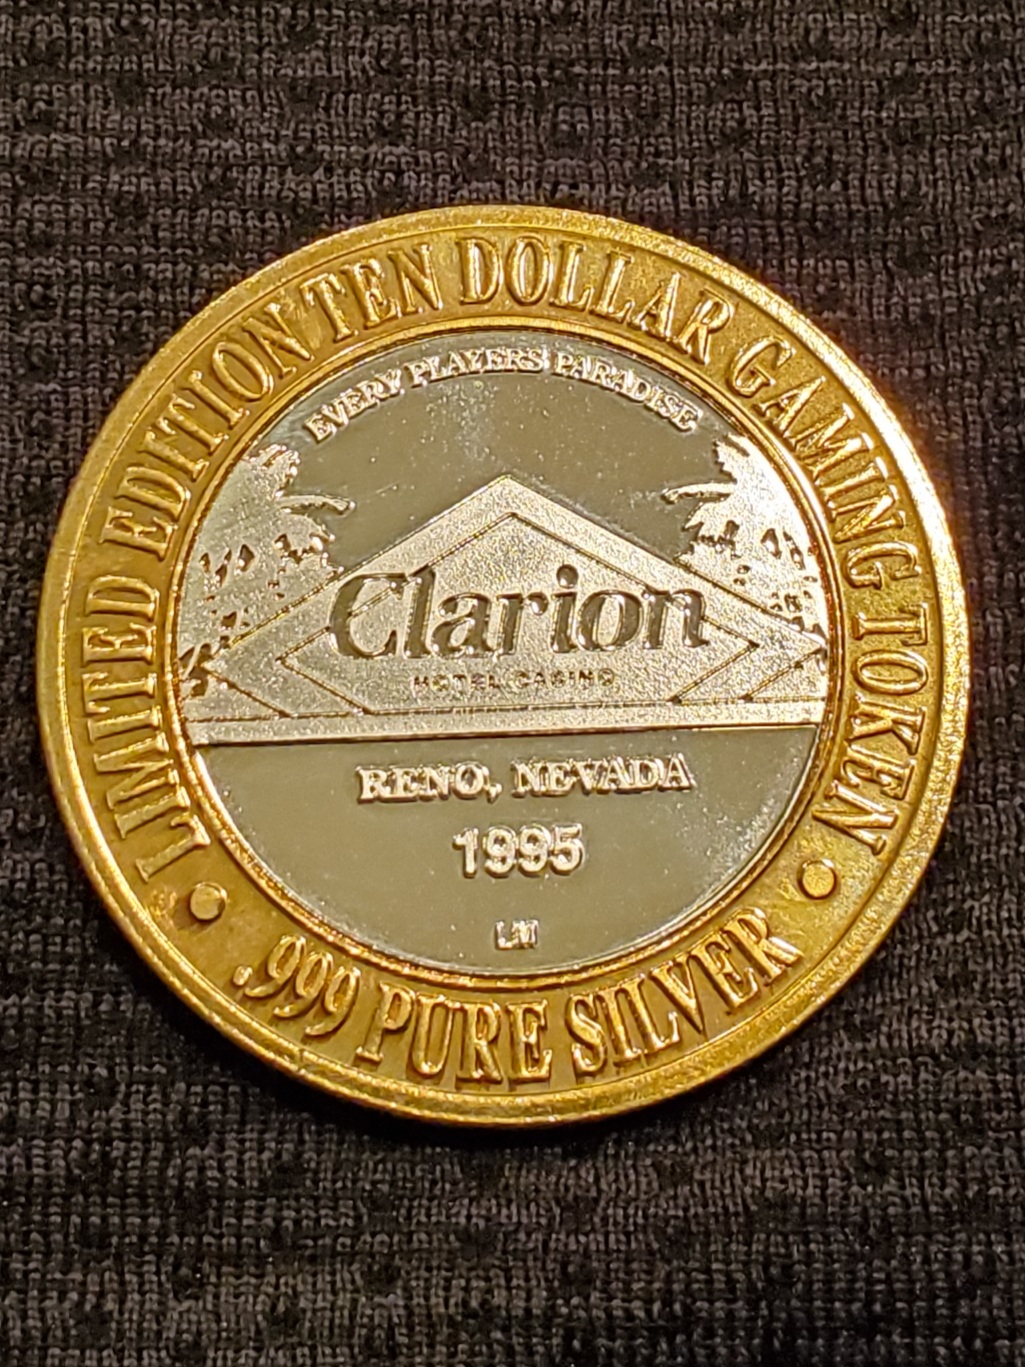 LIMITED EDITION TEN DOLLAR GAMING TOKEN
EVERY PLAYERS PARADISE
Clarion
HOTEL CASINO
RENO, NEVADA
1995
LM
.999 PURE SILVER